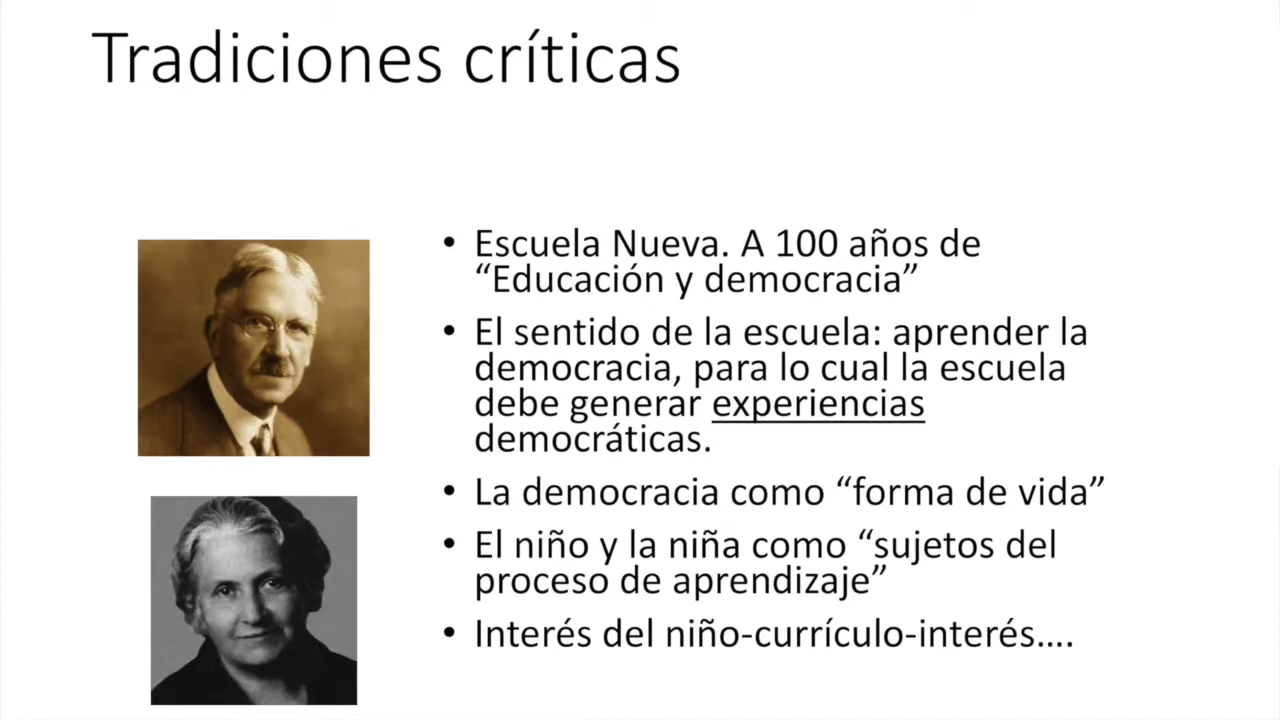 Tradiciones críticas
• Escuela Nueva. A 100 años de
“Educación y democracia”
• El sentido de la escuela: aprender la
democracia, para lo cual la escuela
debe generar experiencias
democráticas.
• La democracia como “forma de vida”
• El niño y la niña como “sujetos del
proceso de aprendizaje”
• Interés del niño-currículo-interés....